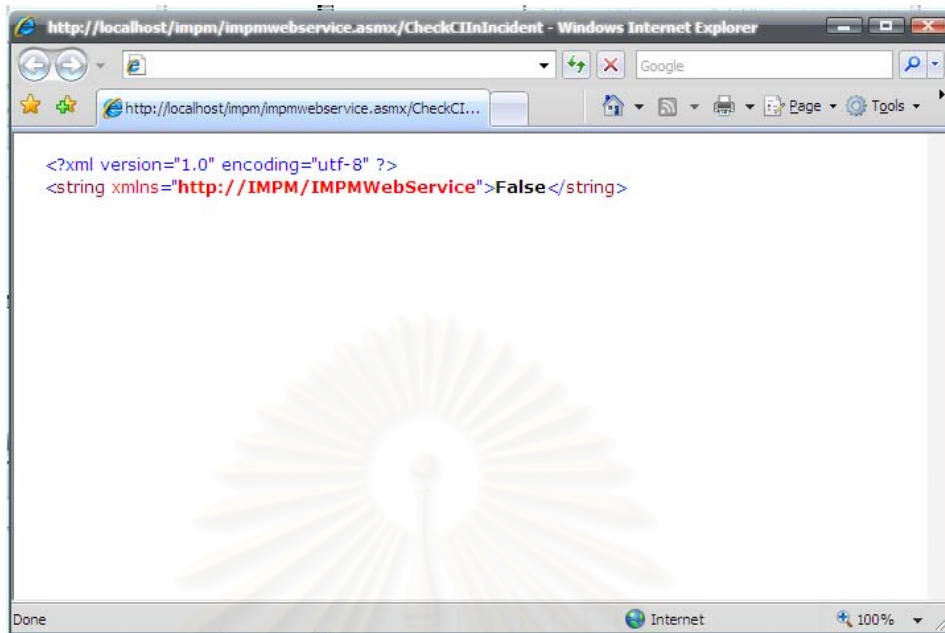 http://localhost/impm/impmwebservice.asmx/CheckCIInIncident - Windows Internet Explorer
Google
http://localhost/impm/impmwebservice.asmx/CheckCI...
Page
Tools
<?xml version="1.0" encoding="utf-8" ?>
<string xmlns="http://IMPM/IMPMWebService">False</string>
Done
Internet
100%